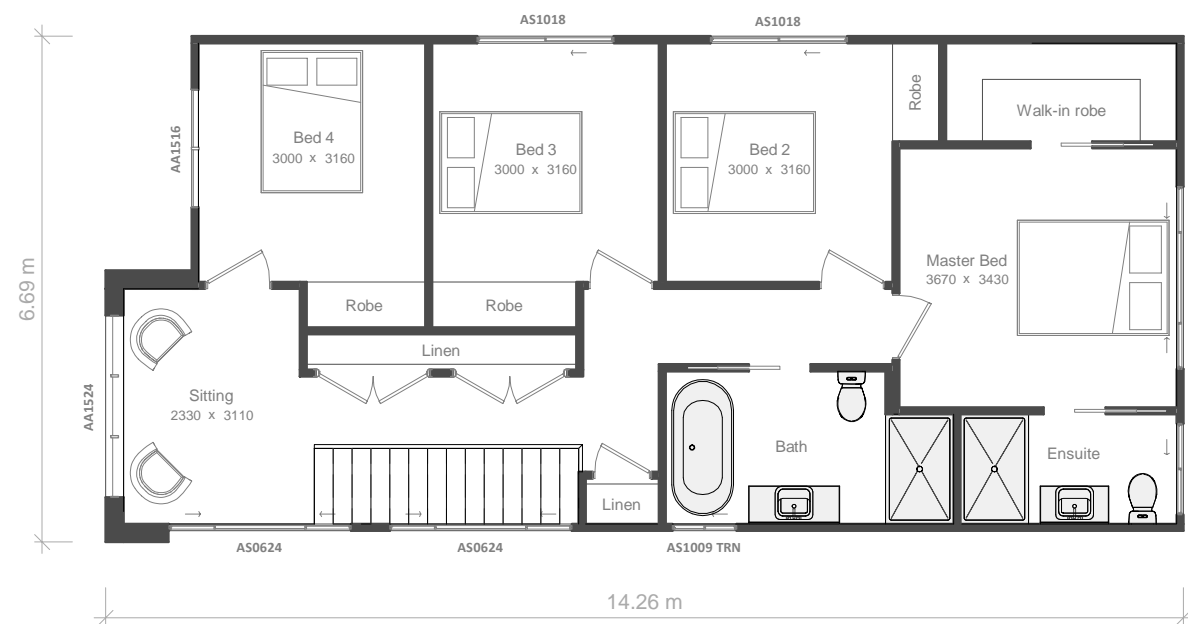 AS1018
AS1018
Robe
Walk-in robe
AA1516
Bed 4
3000 x 3160
Bed 3
3000 x 3160
Bed 2
3000 x 3160
Master Bed
3670 x 3430
6.69 m
Robe
Robe
Linen
AA1524
Sitting
2330 x 3110
Bath
Ensuite
Linen
AS0624
AS0624
AS1009 TRN
14.26 m